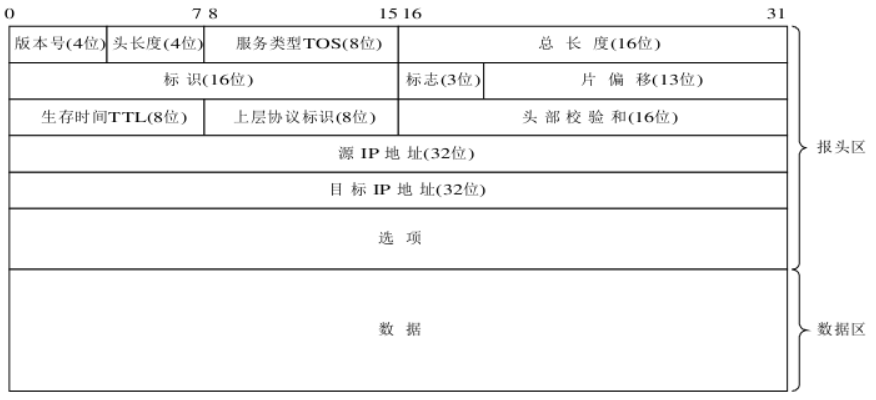 0 7 8 15 16 31
版本号(4位) 头长度(4位) 服务类型TOS(8位) 总长度(16位)
标识(16位) 标志(3位) 片偏移(13位)
生存时间TTL(8位) 上层协议标识(8位) 头部校验和(16位)
源IP地址(32位)
报头区
目标IP地址(32位)
选项
数据
数据区